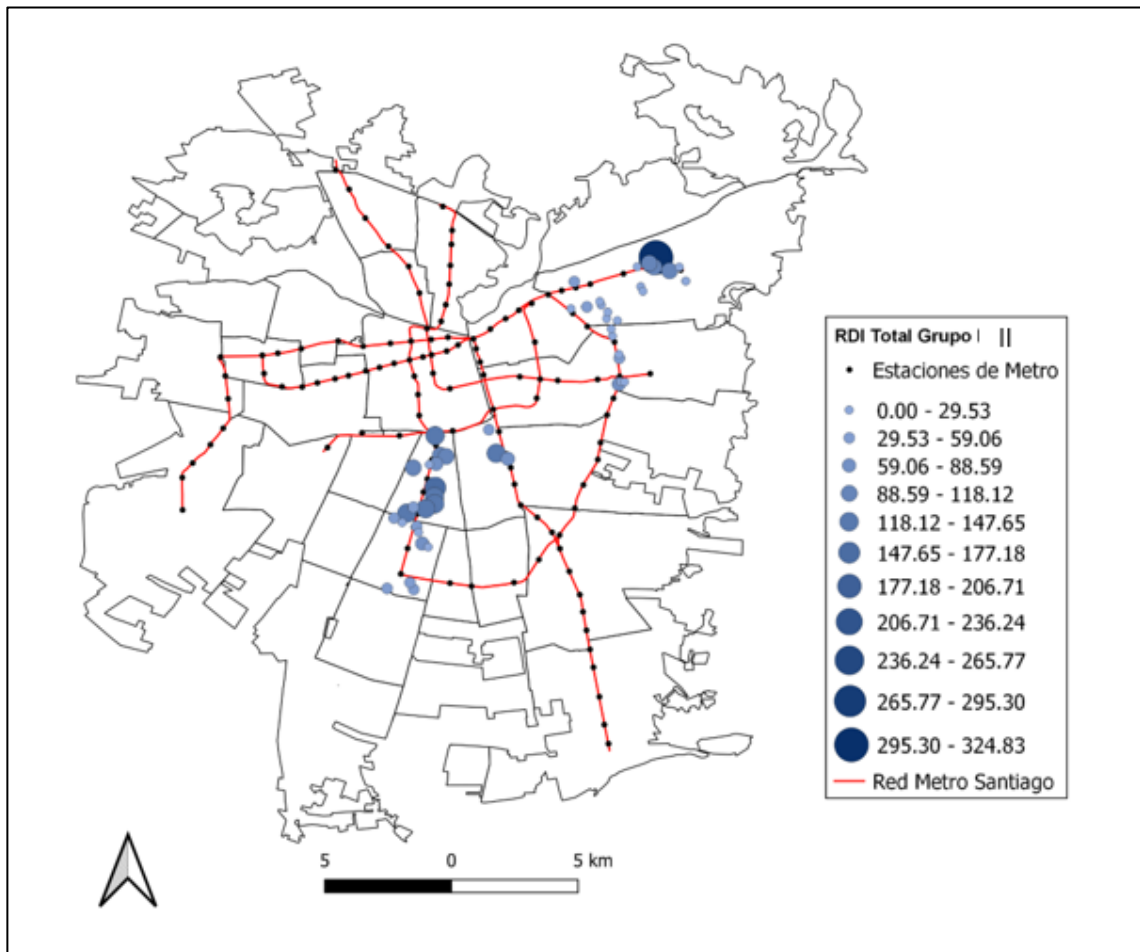 RDI Total Grupo | ||
Estaciones de Metro
0.00 - 29.53
29.53 - 59.06
59.06 - 88.59
88.59 - 118.12
118.12 - 147.65
147.65 - 177.18
177.18 - 206.71
206.71 - 236.24
236.24 - 265.77
265.77 - 295.30
295.30 - 324.83
Red Metro Santiago
5 0 5 km